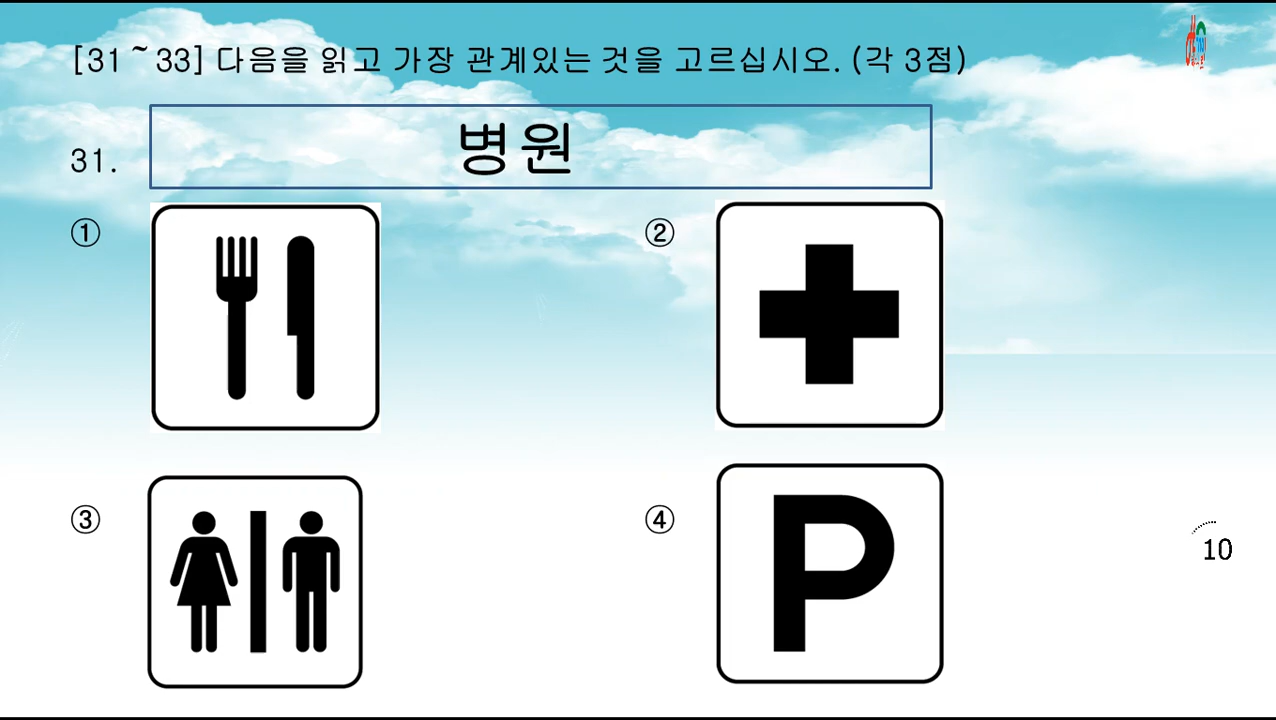 [31 ~ 33] 다음을 읽고 가장 관계있는 것을 고르십시오. (각 3점)
31.
병원
①
②
③
④
P
10